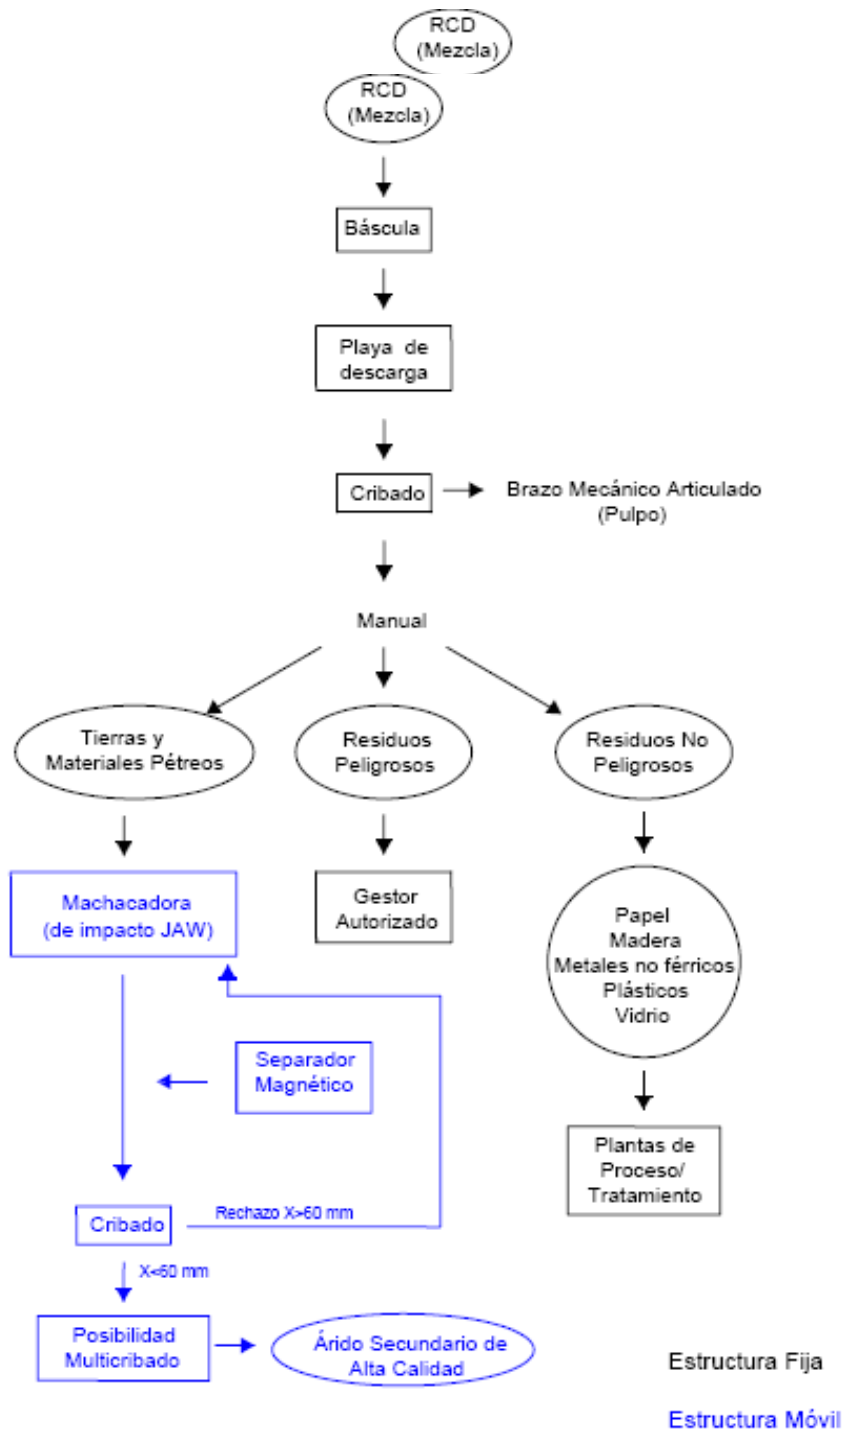 RCD
(Mezcla)
RCD
(Mezcla)
Báscula
Playa de
descarga
Cribado
Brazo Mecánico Articulado
(Pulpo)
Manual
Tierras y
Materiales Pétreos
Residuos
Peligrosos
Residuos No
Peligrosos
Machacadora
(de impacto JAW)
Gestor
Autorizado
Papel
Madera
Metales no férricos
Plásticos
Vidrio
Separador
Magnético
Plantas de
Proceso/
Tratamiento
Cribado
Rechazo X>60 mm
X<60 mm
Posibilidad
Multicribado
Árido Secundario de
Alta Calidad
Estructura Fija
Estructura Móvil